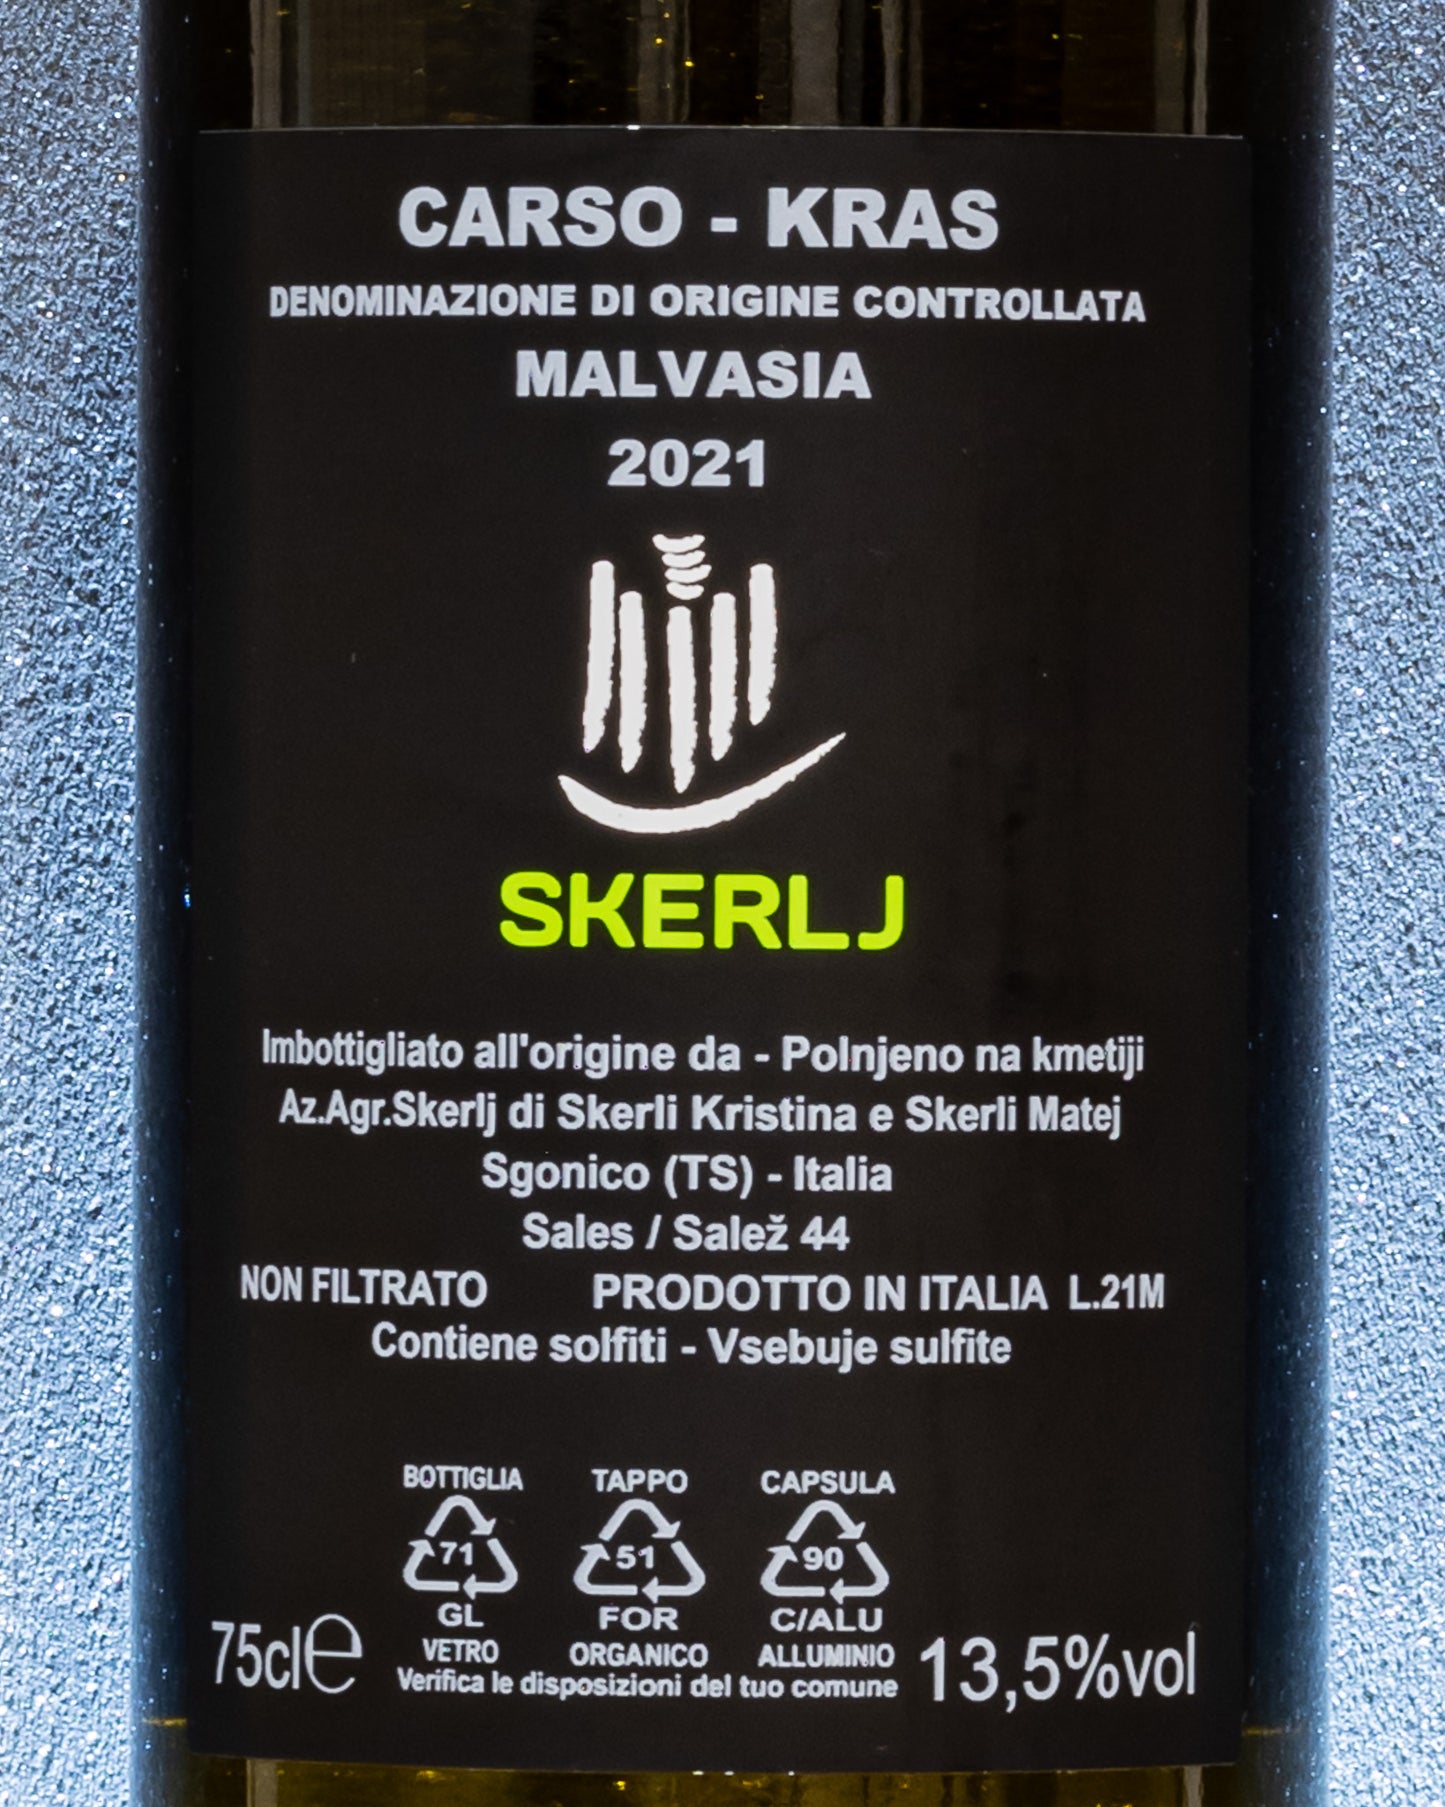 CARSO - KRAS
DENOMINAZIONE DI ORIGINE CONTROLLATA
MALVASIA
2021
SKERLJ
Imbottigliato all'origine da - Polnjeno na kmetiji
Az.Agr.Skerlj di Skerli Kristina e Skerli Matej
Sgonico (TS) - Italia
Sales / Salež 44
NON FILTRATO PRODOTTO IN ITALIA L.21M
Contiene solfiti - Vsebuje sulfite
BOTTIGLIA TAPPO CAPSULA
71 51 90
GL FOR C/ALU
VETRO ORGANICO ALLUMINIO
Verifica le disposizioni del tuo comune
75cl e
13,5%vol